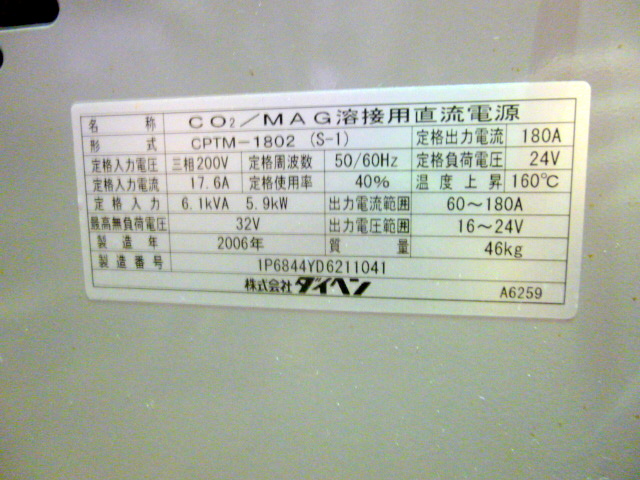 名称 CO₂/MAG溶接用直流電源
形式 CPTM-1802 (S-1) 定格出力電流 180A
定格入力電圧 三相200V 定格周波数 50/60Hz 定格負荷電圧 24V
定格入力電流 17.6A 定格使用率 40% 温度上昇 160℃
定格入力 6.1kVA 5.9kW 出力電流範囲 60~180A
最高無負荷電圧 32V 出力電圧範囲 16~24V
製造年 2006年 質量 46kg
製造番号 1P6844YD6211041
株式会社ダイヘン A6259